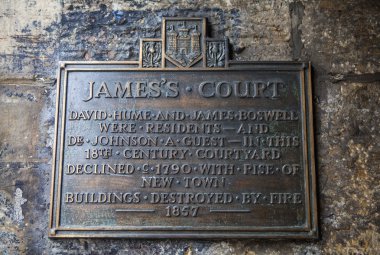 JAMES'S · COURT
DAVID · HUME · AND · JAMES · BOSWELL
WERE · RESIDENTS — AND
DR · JOHNSON · A · GUEST — IN · THIS
18TH · CENTURY · COURTYARD
DECLINED · C · 1790 · WITH · RISE · OF
NEW · TOWN
BUILDINGS · DESTROYED · BY · FIRE
— 1857 —